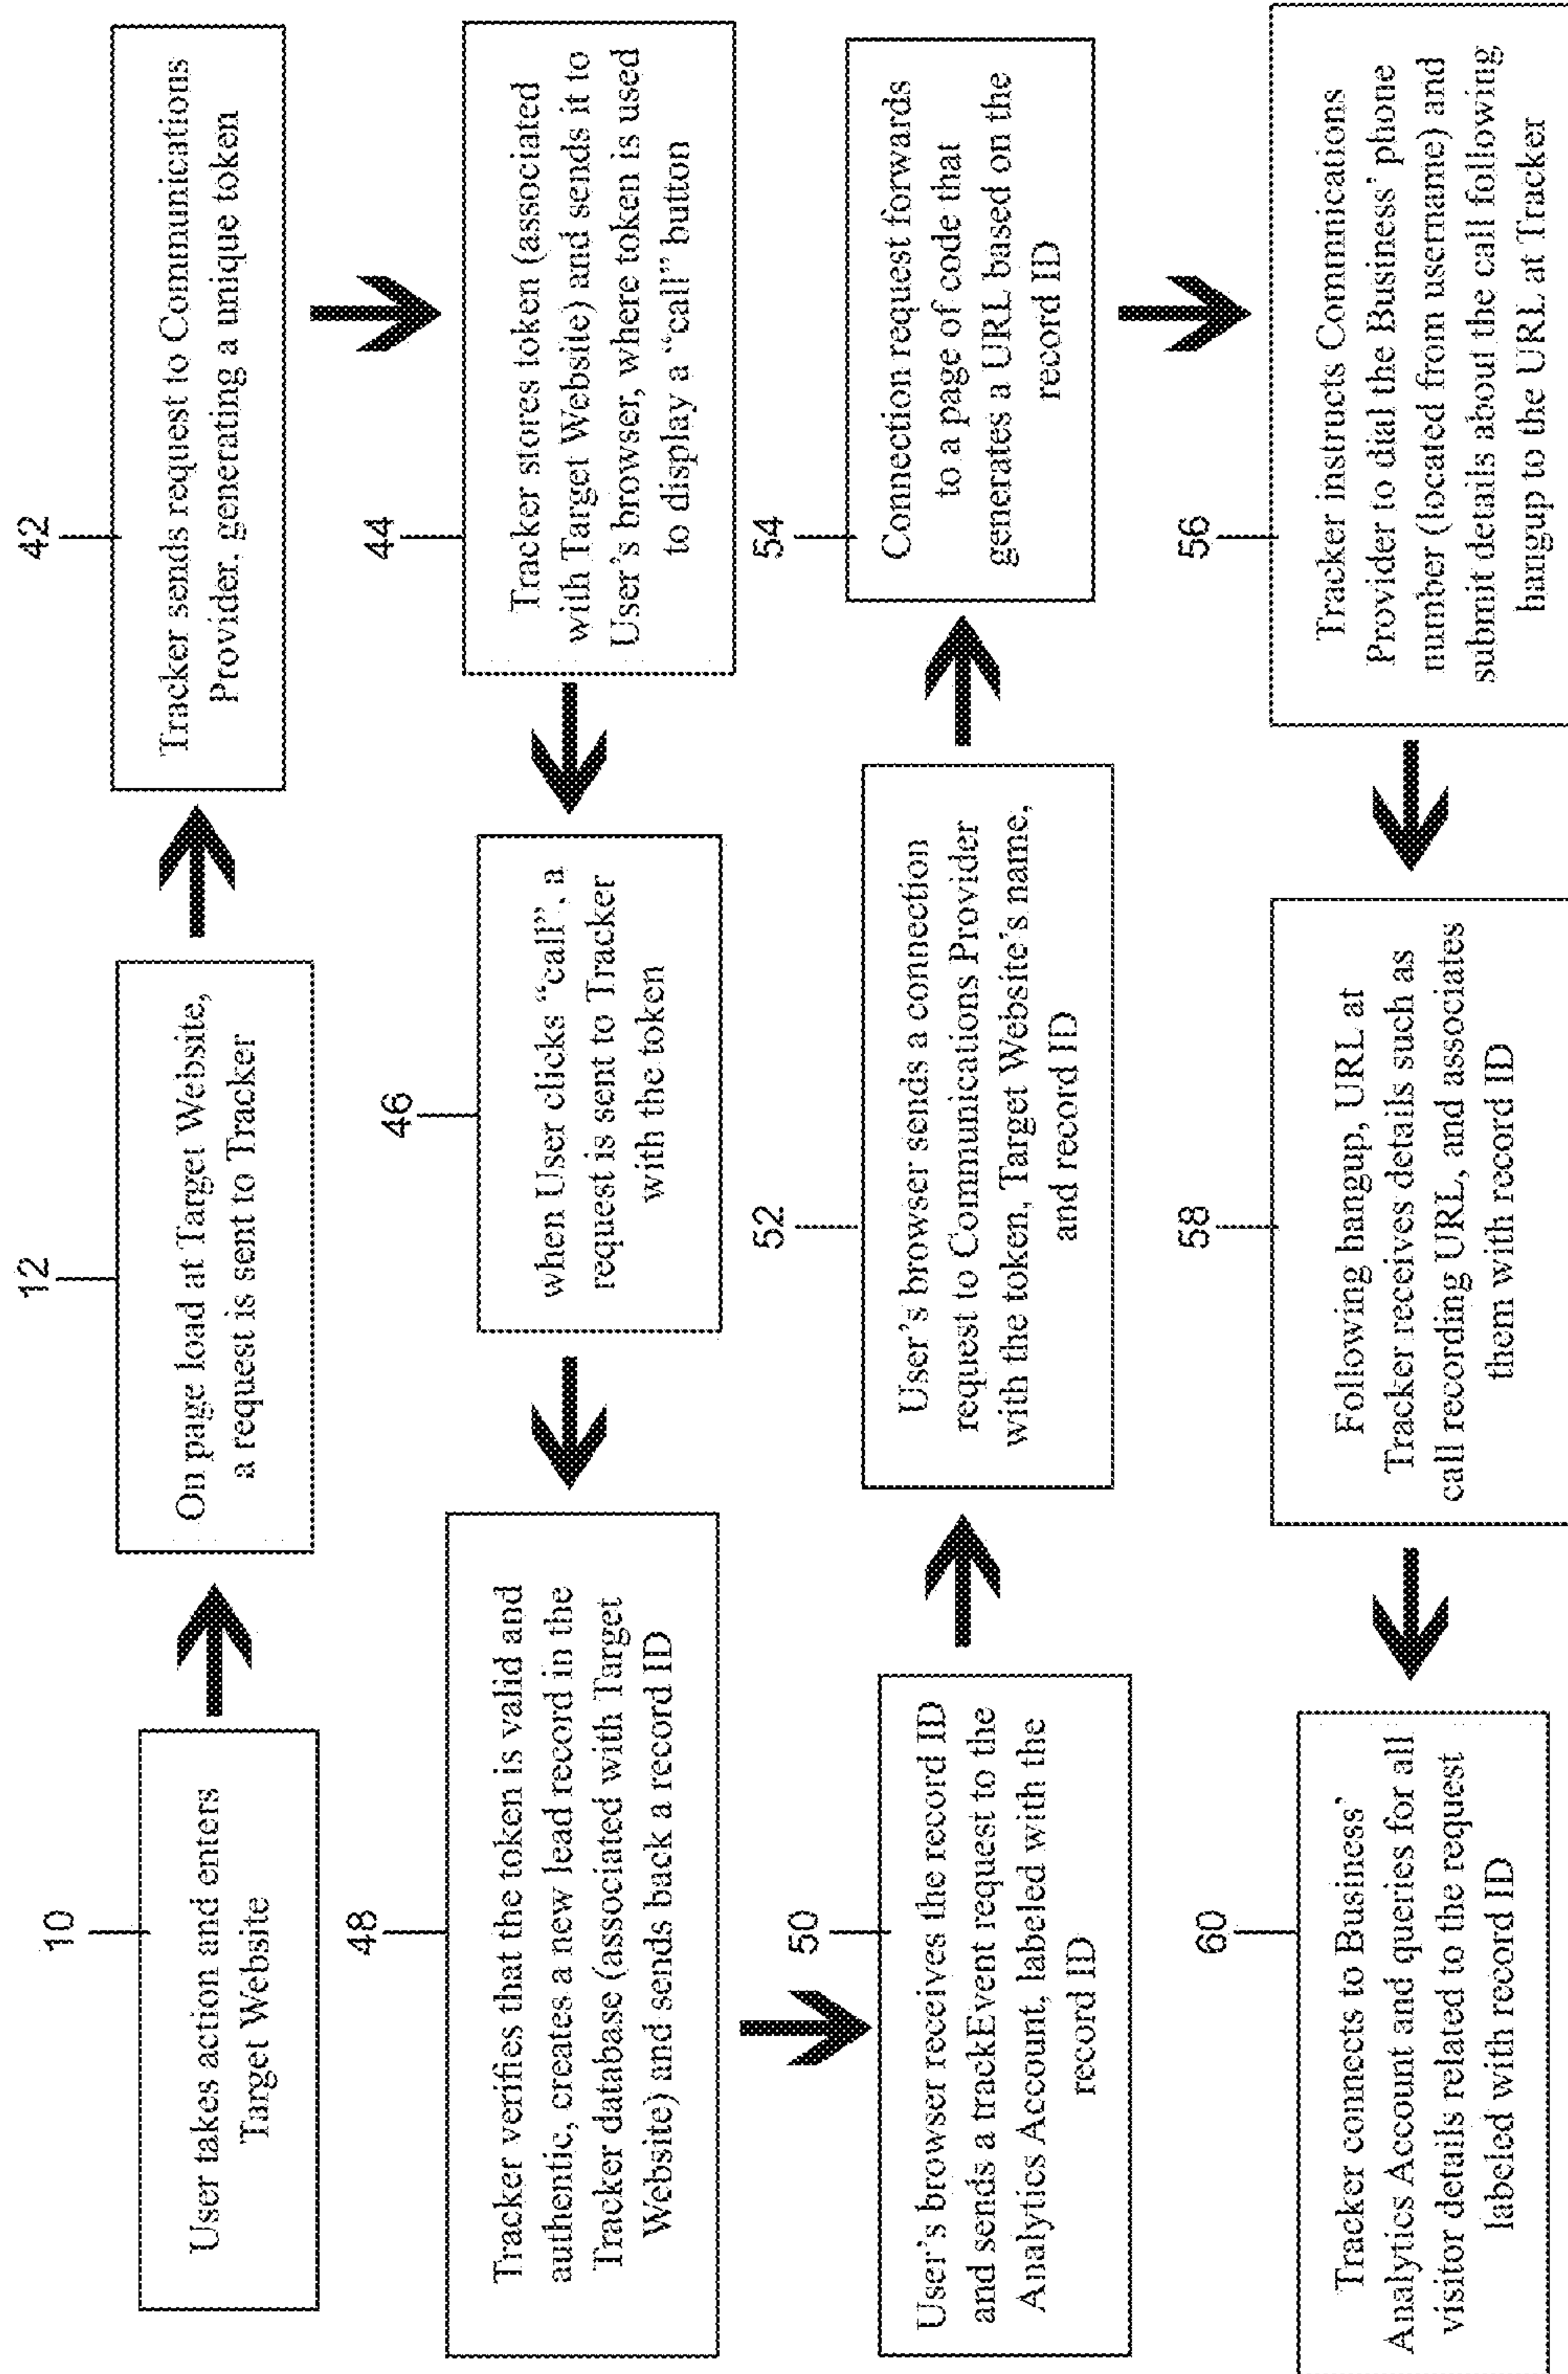 10
User takes action and enters
Target Website
12
On page load at Target Website,
a request is sent to Tracker
42
Tracker sends request to Communications
Provider, generating a unique token
44
Tracker stores token (associated
with Target Website) and sends it to
User's browser, where token is used
to display a “call” button
46
when User clicks “call”, a
request is sent to Tracker
with the token
48
Tracker verifies that the token is valid and
authentic, creates a new lead record in the
Tracker database (associated with Target
Website) and sends back a record ID
50
User's browser receives the record ID
and sends a trackEvent request to the
Analytics Account, labeled with the
record ID
52
User's browser sends a connection
request to Communications Provider
with the token, Target Website's name,
and record ID
54
Connection request forwards
to a page of code that
generates a URL based on the
record ID
56
Tracker instructs Communications
Provider to dial the Business' phone
number (located from username) and
submit details about the call following
hangup to the URL at Tracker
58
Following hangup, URL at
Tracker receives details such as
call recording URL, and associates
them with record ID
60
Tracker connects to Business'
Analytics Account and queries for all
visitor details related to the request
labeled with record ID